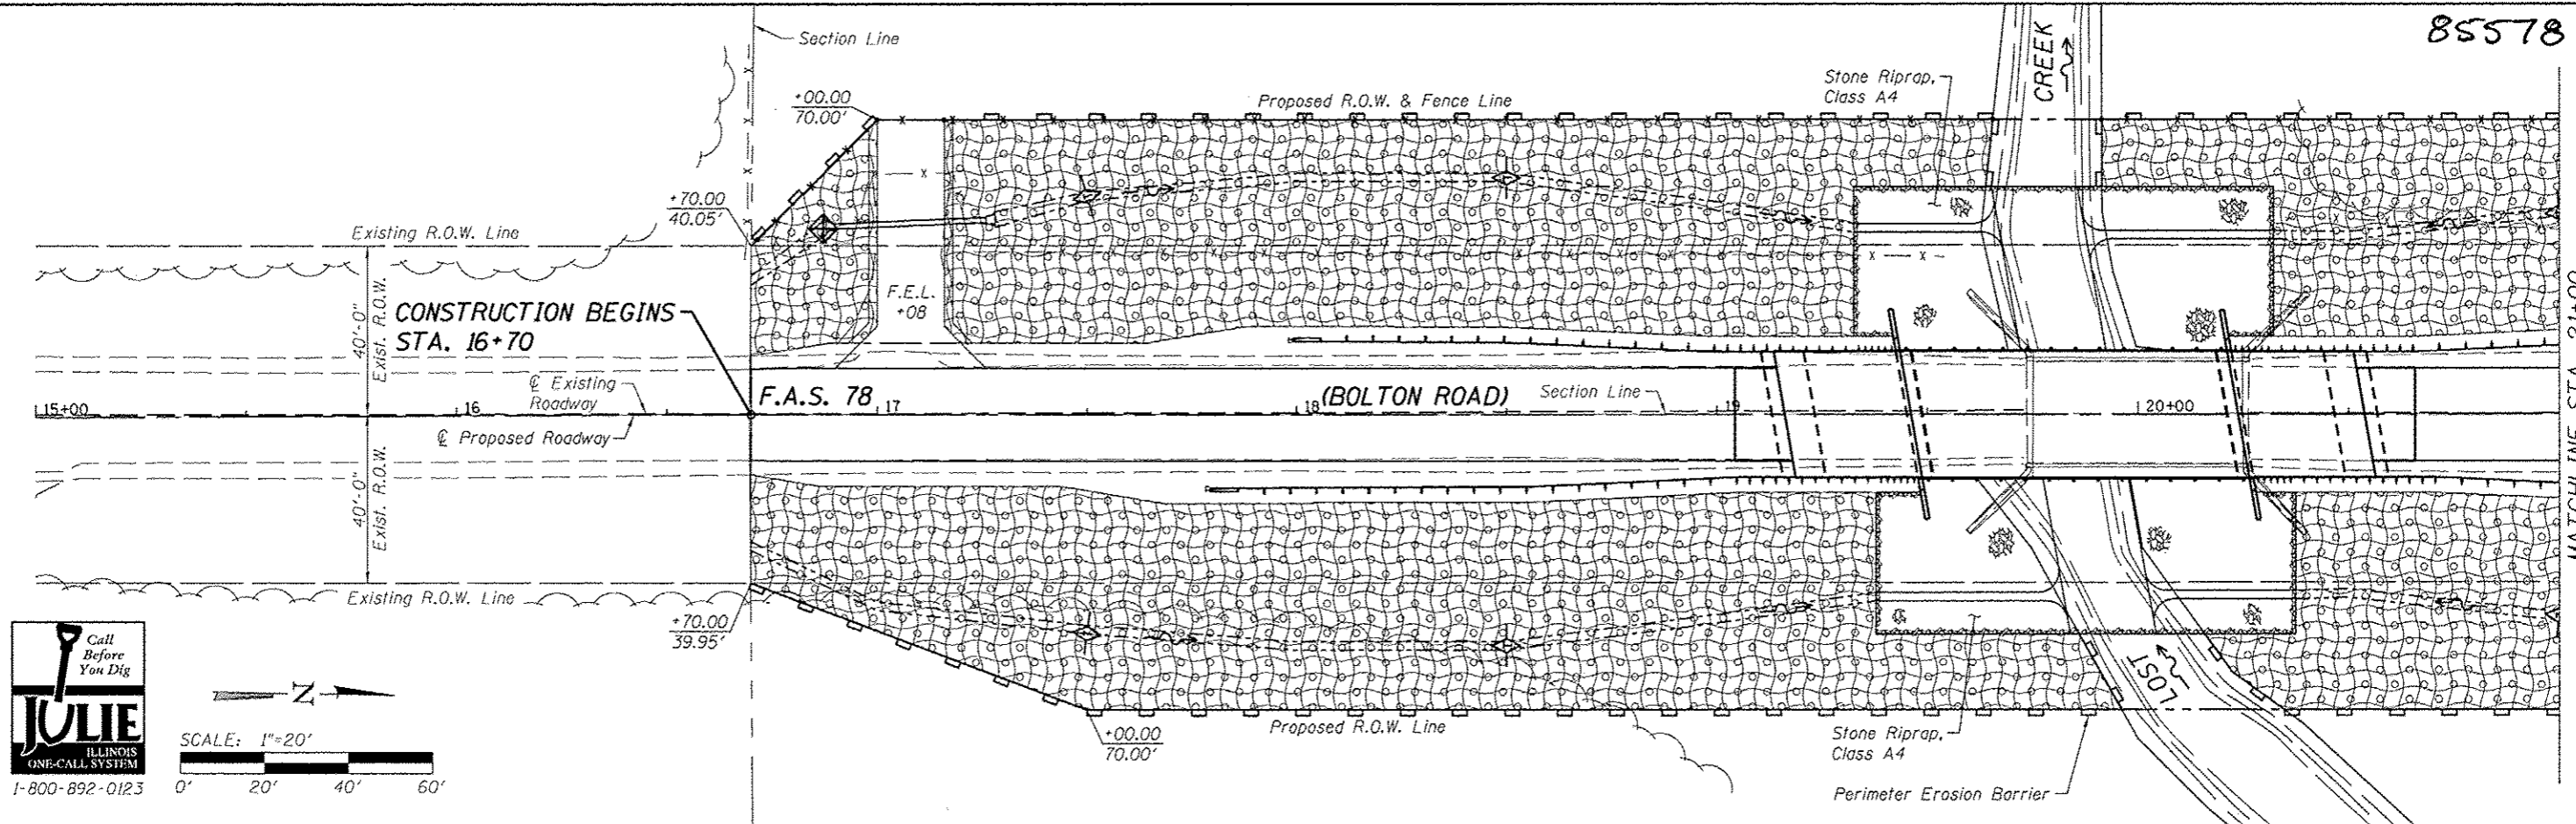 85578
Section Line
CREEK
Stone Riprap,
Class A4
+00.00
70.00'
Proposed R.O.W. & Fence Line
+70.00
40.05'
Existing R.O.W. Line
F.E.L.
+08
CONSTRUCTION BEGINS
STA. 16+70
40'-0"
Exist. R.O.W.
℄ Existing
Roadway
F.A.S. 78
(BOLTON ROAD)
Section Line
15+00
16
17
18
19
20+00
℄ Proposed Roadway
40'-0"
Exist. R.O.W.
MATCHLINE STA. 21+00
Existing R.O.W. Line
+70.00
39.95'
LOST
Call
Before
You Dig
JULIE
ILLINOIS
ONE-CALL SYSTEM
1-800-892-0123
N
SCALE: 1"=20'
0'
20'
40'
60'
+00.00
70.00'
Proposed R.O.W. Line
Stone Riprap,
Class A4
Perimeter Erosion Barrier